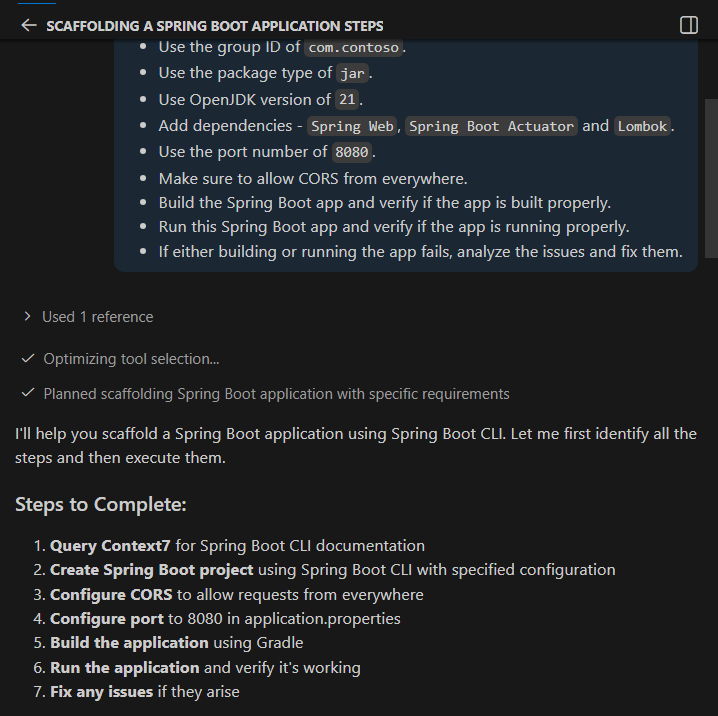 SCAFFOLDING A SPRING BOOT APPLICATION STEPS
• Use the group ID of com.contoso.
• Use the package type of jar.
• Use OpenJDK version of 21.
• Add dependencies - Spring Web, Spring Boot Actuator and Lombok.
• Use the port number of 8080.
• Make sure to allow CORS from everywhere.
• Build the Spring Boot app and verify if the app is built properly.
• Run this Spring Boot app and verify if the app is running properly.
• If either building or running the app fails, analyze the issues and fix them.
Used 1 reference
Optimizing tool selection...
Planned scaffolding Spring Boot application with specific requirements
I'll help you scaffold a Spring Boot application using Spring Boot CLI. Let me first identify all the
steps and then execute them.
Steps to Complete:
1. Query Context7 for Spring Boot CLI documentation
2. Create Spring Boot project using Spring Boot CLI with specified configuration
3. Configure CORS to allow requests from everywhere
4. Configure port to 8080 in application.properties
5. Build the application using Gradle
6. Run the application and verify it's working
7. Fix any issues if they arise